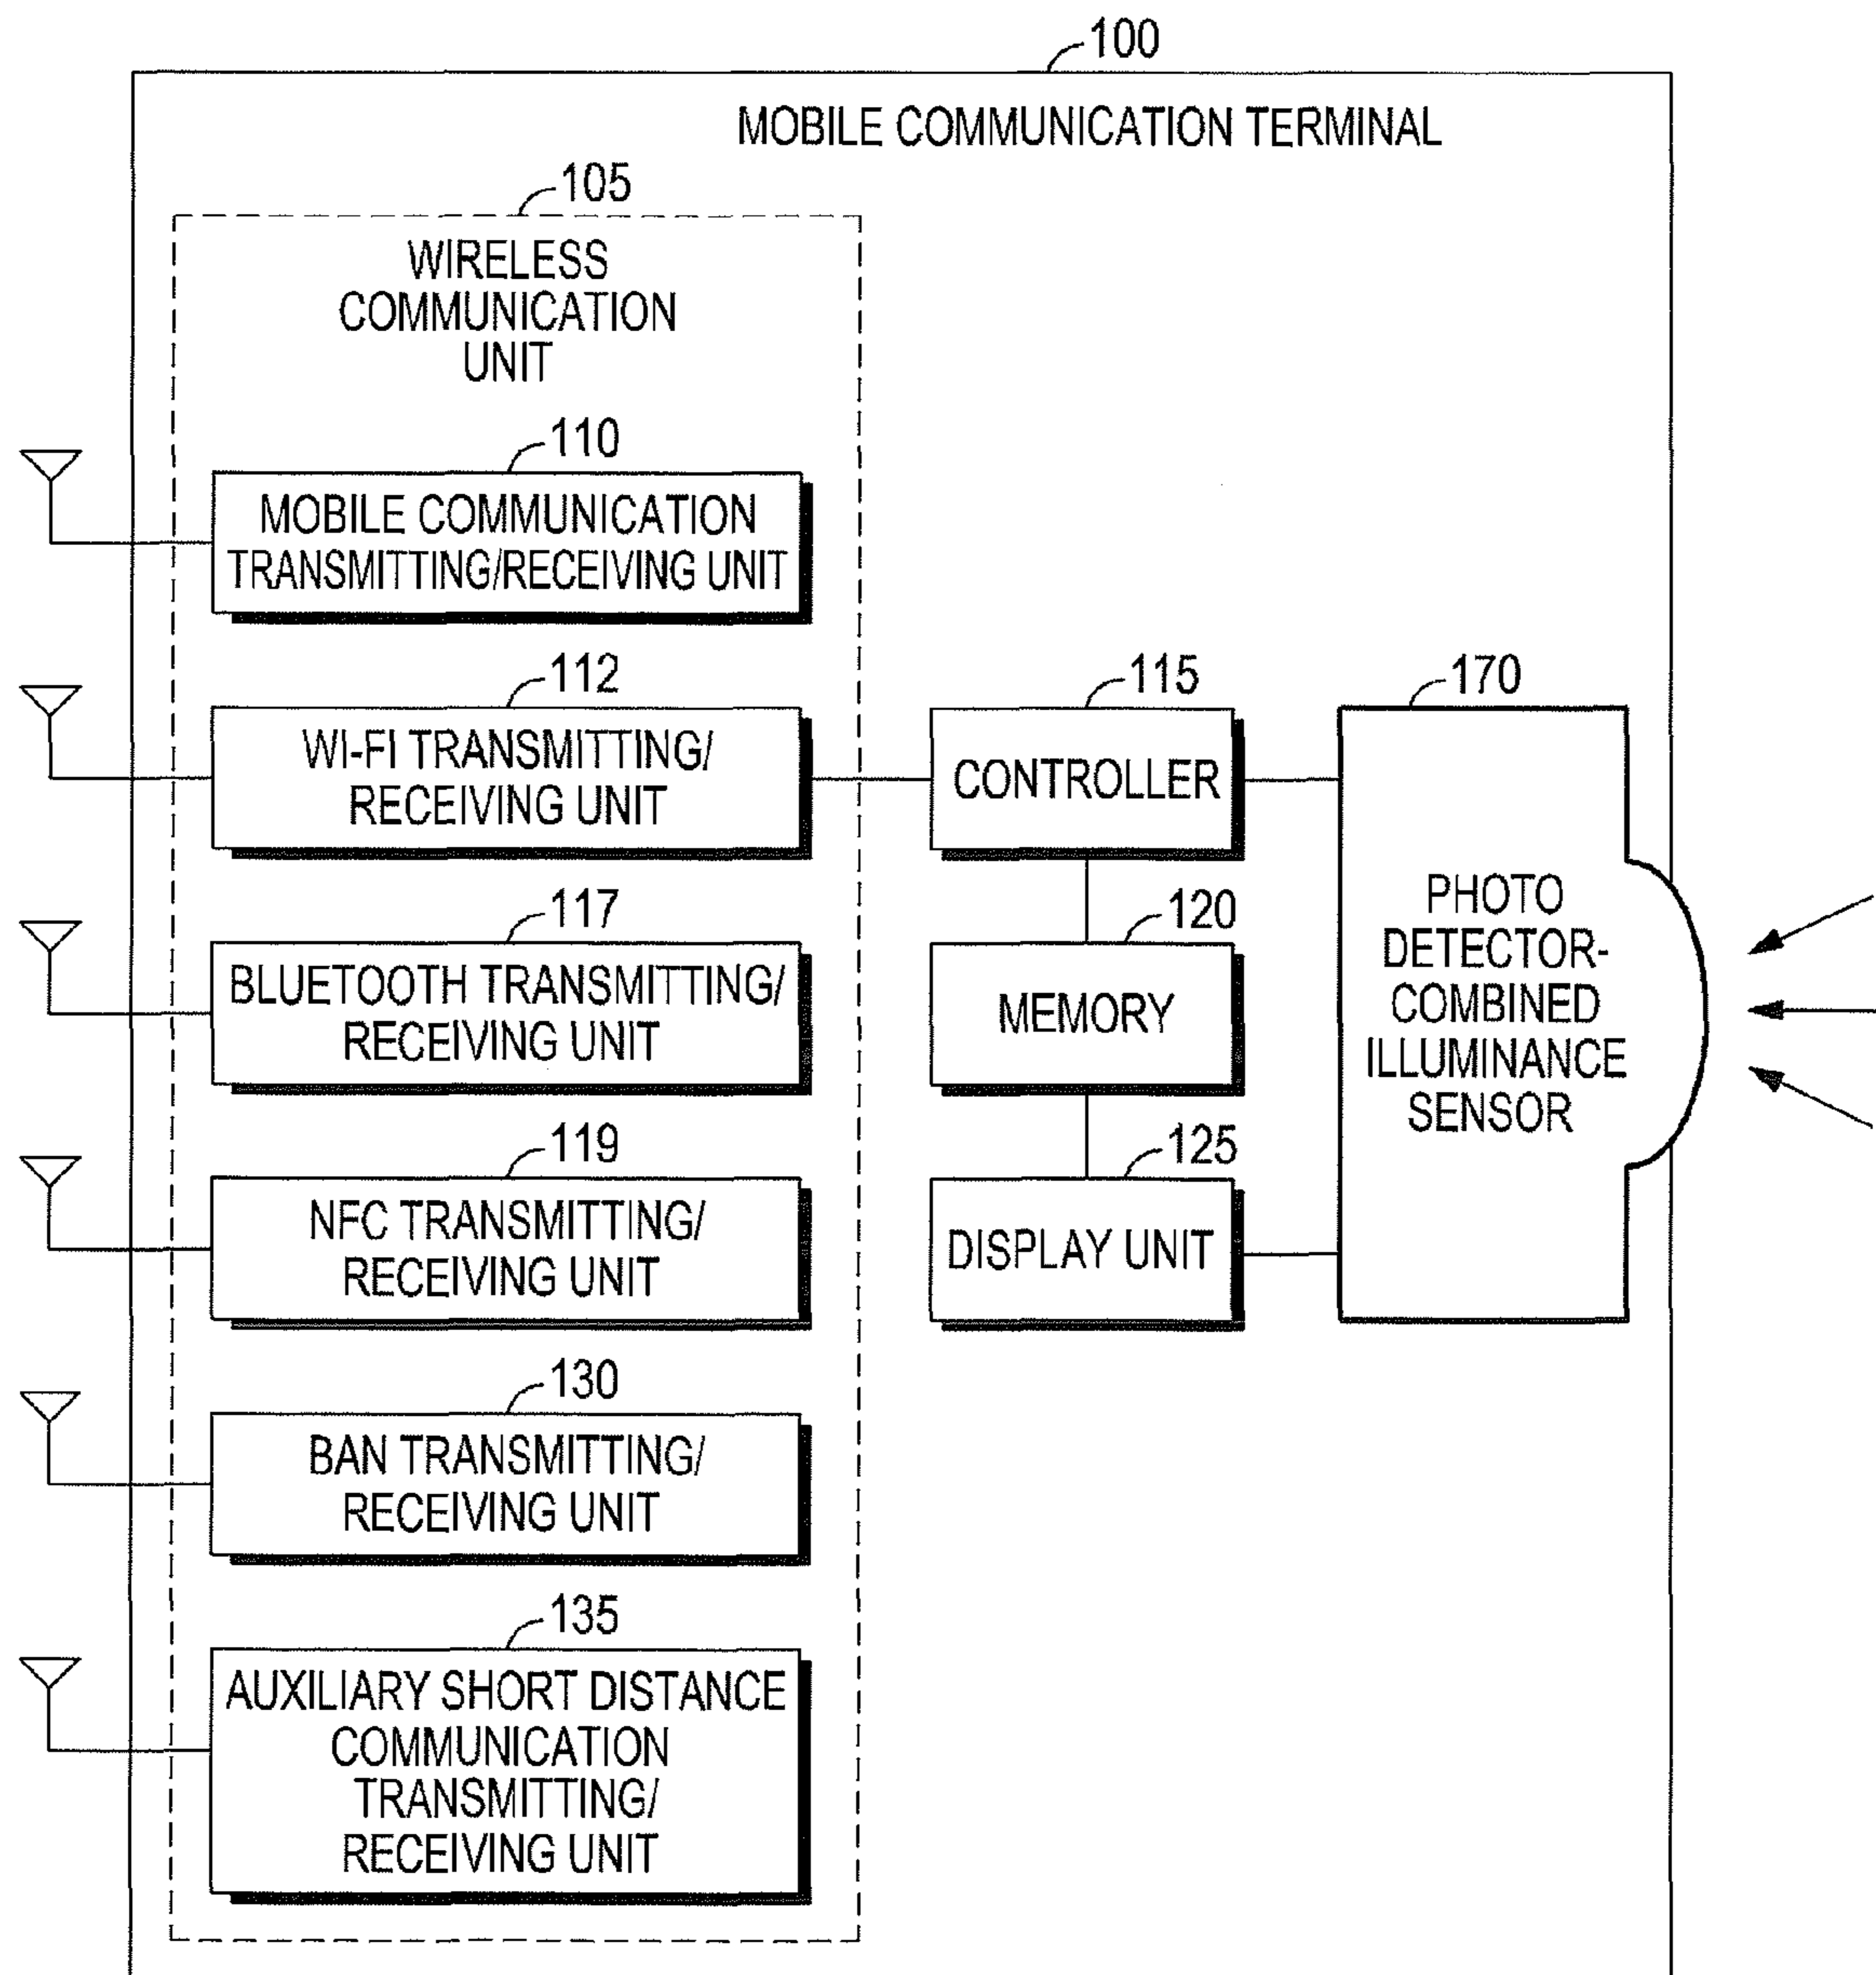 100
MOBILE COMMUNICATION TERMINAL
105
WIRELESS
COMMUNICATION
UNIT
110
MOBILE COMMUNICATION
TRANSMITTING/RECEIVING UNIT
112
WI-FI TRANSMITTING/
RECEIVING UNIT
115
CONTROLLER
170
PHOTO
DETECTOR-
COMBINED
ILLUMINANCE
SENSOR
117
BLUETOOTH TRANSMITTING/
RECEIVING UNIT
120
MEMORY
119
NFC TRANSMITTING/
RECEIVING UNIT
125
DISPLAY UNIT
130
BAN TRANSMITTING/
RECEIVING UNIT
135
AUXILIARY SHORT DISTANCE
COMMUNICATION
TRANSMITTING/
RECEIVING UNIT